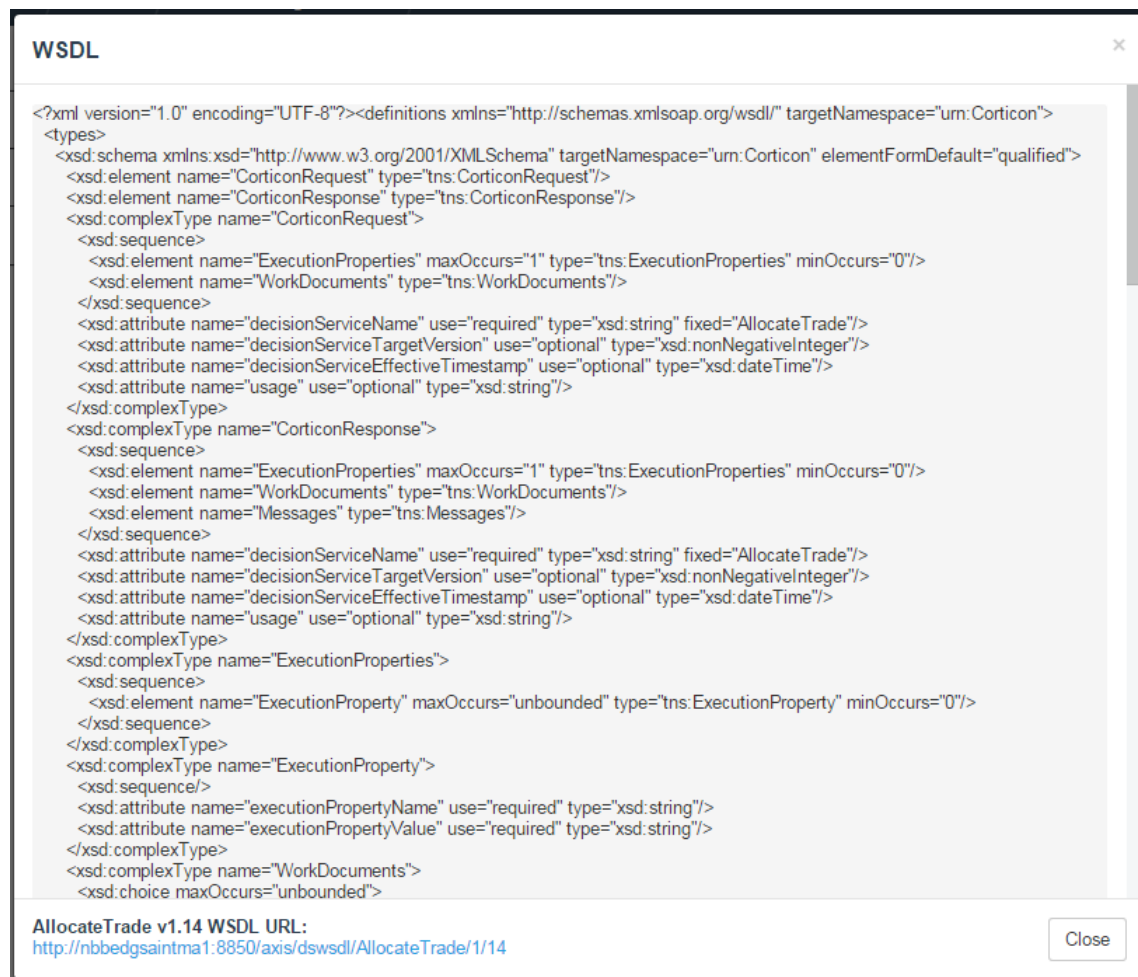 WSDL
×
<?xml version="1.0" encoding="UTF-8"?><definitions xmlns="http://schemas.xmlsoap.org/wsdl/" targetNamespace="urn:Corticon">
<types>
<xsd:schema xmlns:xsd="http://www.w3.org/2001/XMLSchema" targetNamespace="urn:Corticon" elementFormDefault="qualified">
<xsd:element name="CorticonRequest" type="tns:CorticonRequest"/>
<xsd:element name="CorticonResponse" type="tns:CorticonResponse"/>
<xsd:complexType name="CorticonRequest">
<xsd:sequence>
<xsd:element name="ExecutionProperties" maxOccurs="1" type="tns:ExecutionProperties" minOccurs="0"/>
<xsd:element name="WorkDocuments" type="tns:WorkDocuments"/>
</xsd:sequence>
<xsd:attribute name="decisionServiceName" use="required" type="xsd:string" fixed="AllocateTrade"/>
<xsd:attribute name="decisionServiceTargetVersion" use="optional" type="xsd:nonNegativeInteger"/>
<xsd:attribute name="decisionServiceEffectiveTimestamp" use="optional" type="xsd:dateTime"/>
<xsd:attribute name="usage" use="optional" type="xsd:string"/>
</xsd:complexType>
<xsd:complexType name="CorticonResponse">
<xsd:sequence>
<xsd:element name="ExecutionProperties" maxOccurs="1" type="tns:ExecutionProperties" minOccurs="0"/>
<xsd:element name="WorkDocuments" type="tns:WorkDocuments"/>
<xsd:element name="Messages" type="tns:Messages"/>
</xsd:sequence>
<xsd:attribute name="decisionServiceName" use="required" type="xsd:string" fixed="AllocateTrade"/>
<xsd:attribute name="decisionServiceTargetVersion" use="optional" type="xsd:nonNegativeInteger"/>
<xsd:attribute name="decisionServiceEffectiveTimestamp" use="optional" type="xsd:dateTime"/>
<xsd:attribute name="usage" use="optional" type="xsd:string"/>
</xsd:complexType>
<xsd:complexType name="ExecutionProperties">
<xsd:sequence>
<xsd:element name="ExecutionProperty" maxOccurs="unbounded" type="tns:ExecutionProperty" minOccurs="0"/>
</xsd:sequence>
</xsd:complexType>
<xsd:complexType name="ExecutionProperty">
<xsd:sequence/>
<xsd:attribute name="executionPropertyName" use="required" type="xsd:string"/>
<xsd:attribute name="executionPropertyValue" use="required" type="xsd:string"/>
</xsd:complexType>
<xsd:complexType name="WorkDocuments">
<xsd:choice maxOccurs="unbounded">
AllocateTrade v1.14 WSDL URL:
http://nbbedgsaintma1:8850/axis/dswsdl/AllocateTrade/1/14
Close